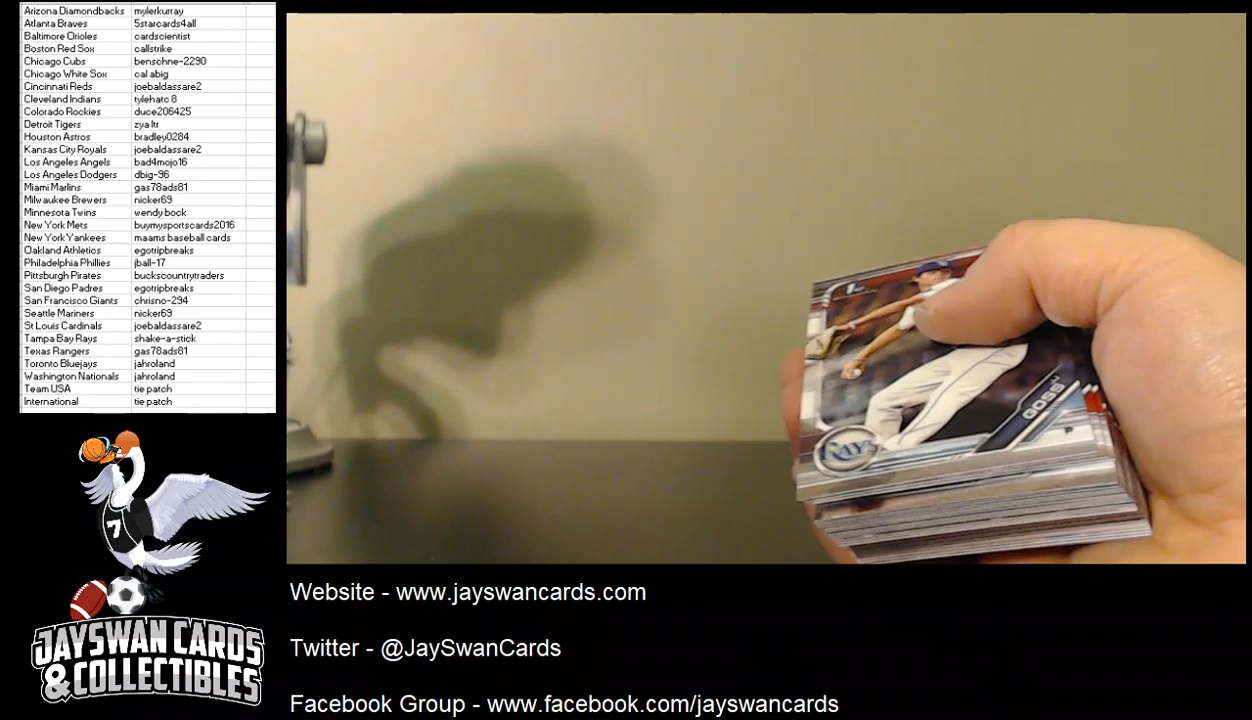 Arizona Diamondbacks mylerkurray
Atlanta Braves 5starcards4all
Baltimore Orioles cardscientist
Boston Red Sox callstrike
Chicago Cubs benschne-2290
Chicago White Sox cal abig
Cincinnati Reds joebaldassare2
Cleveland Indians tylehatc 8
Colorado Rockies duce206425
Detroit Tigers zya ltr
Houston Astros bradley0284
Kansas City Royals joebaldassare2
Los Angeles Angels bad4mojo16
Los Angeles Dodgers dbig-96
Miami Marlins gas78ads81
Milwaukee Brewers nicker69
Minnesota Twins wendy bock
New York Mets buymysportscards2016
New York Yankees maams baseball cards
Oakland Athletics egotripbreaks
Philadelphia Phillies jball-17
Pittsburgh Pirates buckscountrytraders
San Diego Padres egotripbreaks
San Francisco Giants chrisno-294
Seattle Mariners nicker69
St Louis Cardinals joebaldassare2
Tampa Bay Rays shake-a-stick
Texas Rangers gas78ads81
Toronto Bluejays jahroland
Washington Nationals jahroland
Team USA tie patch
International tie patch
1st
GOSS
P
RAYS
7
JAYSWAN CARDS
& COLLECTIBLES
Website - www.jayswancards.com
Twitter - @JaySwanCards
Facebook Group - www.facebook.com/jayswancards